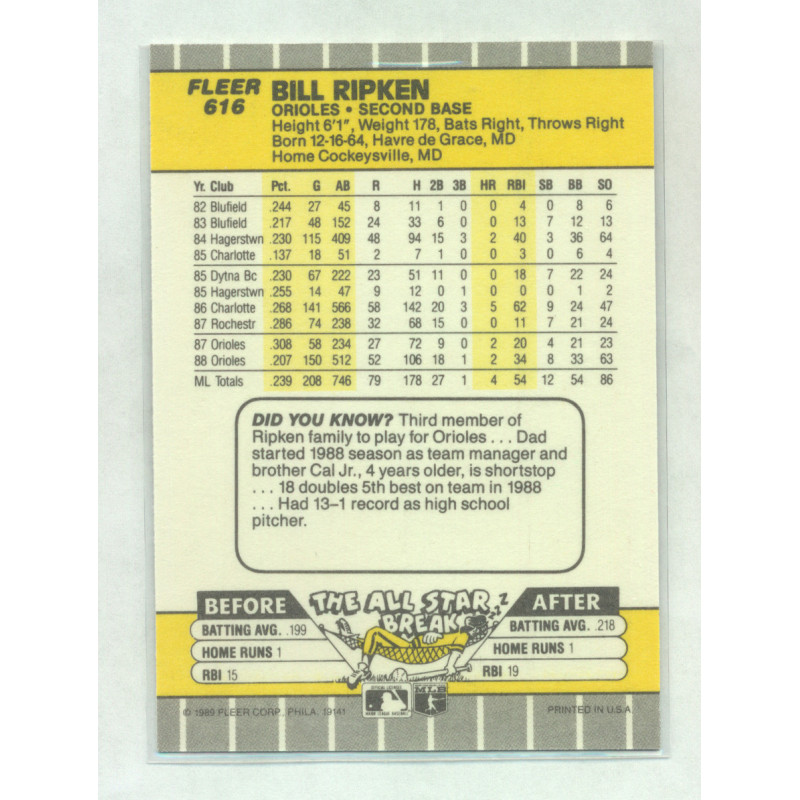 FLEER
616
BILL RIPKEN
ORIOLES • SECOND BASE
Height 6'1", Weight 178, Bats Right, Throws Right
Born 12-16-64, Havre de Grace, MD
Home Cockeysville, MD
Yr. Club Pct. G AB R H 2B 3B HR RBI SB BB SO
82 Blufield .244 27 45 8 11 1 0 0 4 0 8 6
83 Blufield .217 48 152 24 33 6 0 0 13 7 12 13
84 Hagerstwn .230 115 409 48 94 15 3 2 40 3 36 64
85 Charlotte .137 18 51 2 7 1 0 0 3 0 6 4
85 Dytna Bc .230 67 222 23 51 11 0 0 18 7 22 24
85 Hagerstwn .255 14 47 9 12 0 1 0 0 0 1 2
86 Charlotte .268 141 566 58 142 20 3 5 62 9 24 47
87 Rochestr .286 74 238 32 68 15 0 0 11 7 21 24
87 Orioles .308 58 234 27 72 9 0 2 20 4 21 23
88 Orioles .207 150 512 52 106 18 1 2 34 8 33 63
ML Totals .239 208 746 79 178 27 1 4 54 12 54 86
DID YOU KNOW? Third member of
Ripken family to play for Orioles . . . Dad
started 1988 season as team manager and
brother Cal Jr., 4 years older, is shortstop
. . . 18 doubles 5th best on team in 1988
. . . Had 13–1 record as high school
pitcher.
BEFORE
THE ALL STAR
BREAK
ZZZ
AFTER
BATTING AVG. .199
HOME RUNS 1
RBI 15
BATTING AVG. .218
HOME RUNS 1
RBI 19
MLB
© 1989 FLEER CORP., PHILA. 19141
PRINTED IN U.S.A.